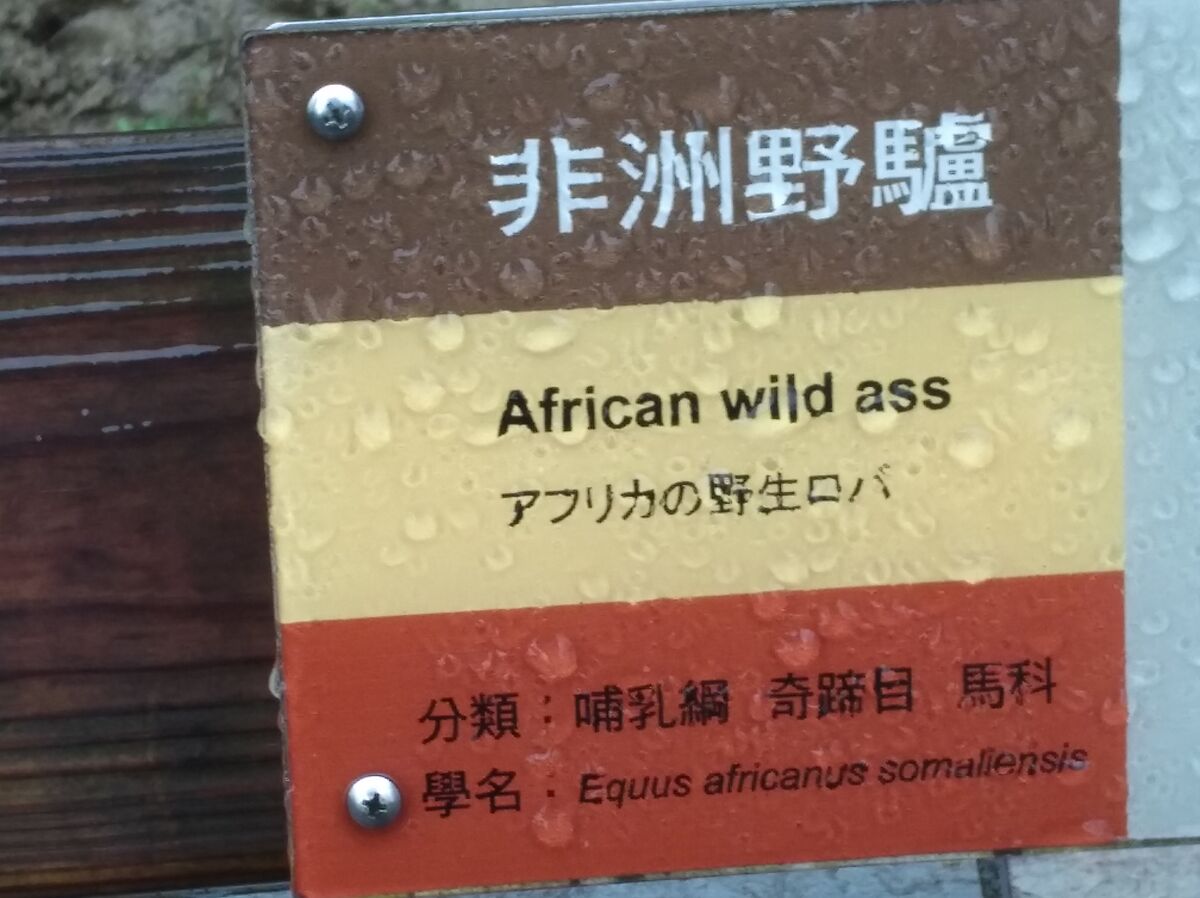 非洲野驢
African wild ass
アフリカの野生ロバ
分類：哺乳綱 奇蹄目 馬科
學名：Equus africanus somaliensis